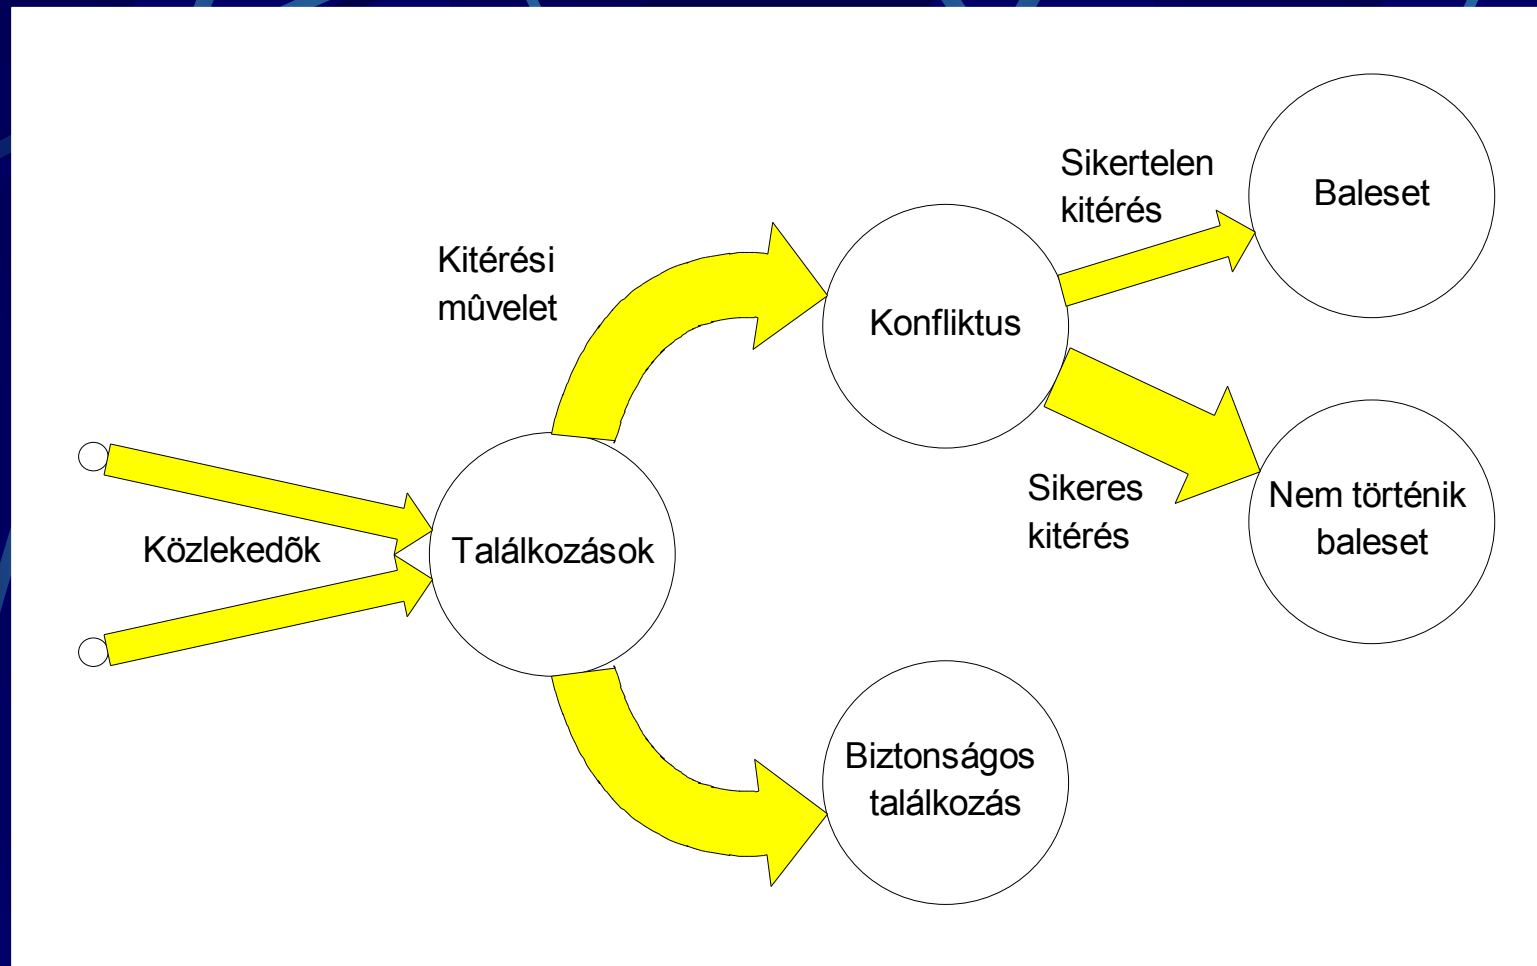 Sikertelen
kitérés
Baleset
Kitérési
mûvelet
Konfliktus
Sikeres
kitérés
Nem történik
baleset
Közlekedõk
Találkozások
Biztonságos
találkozás